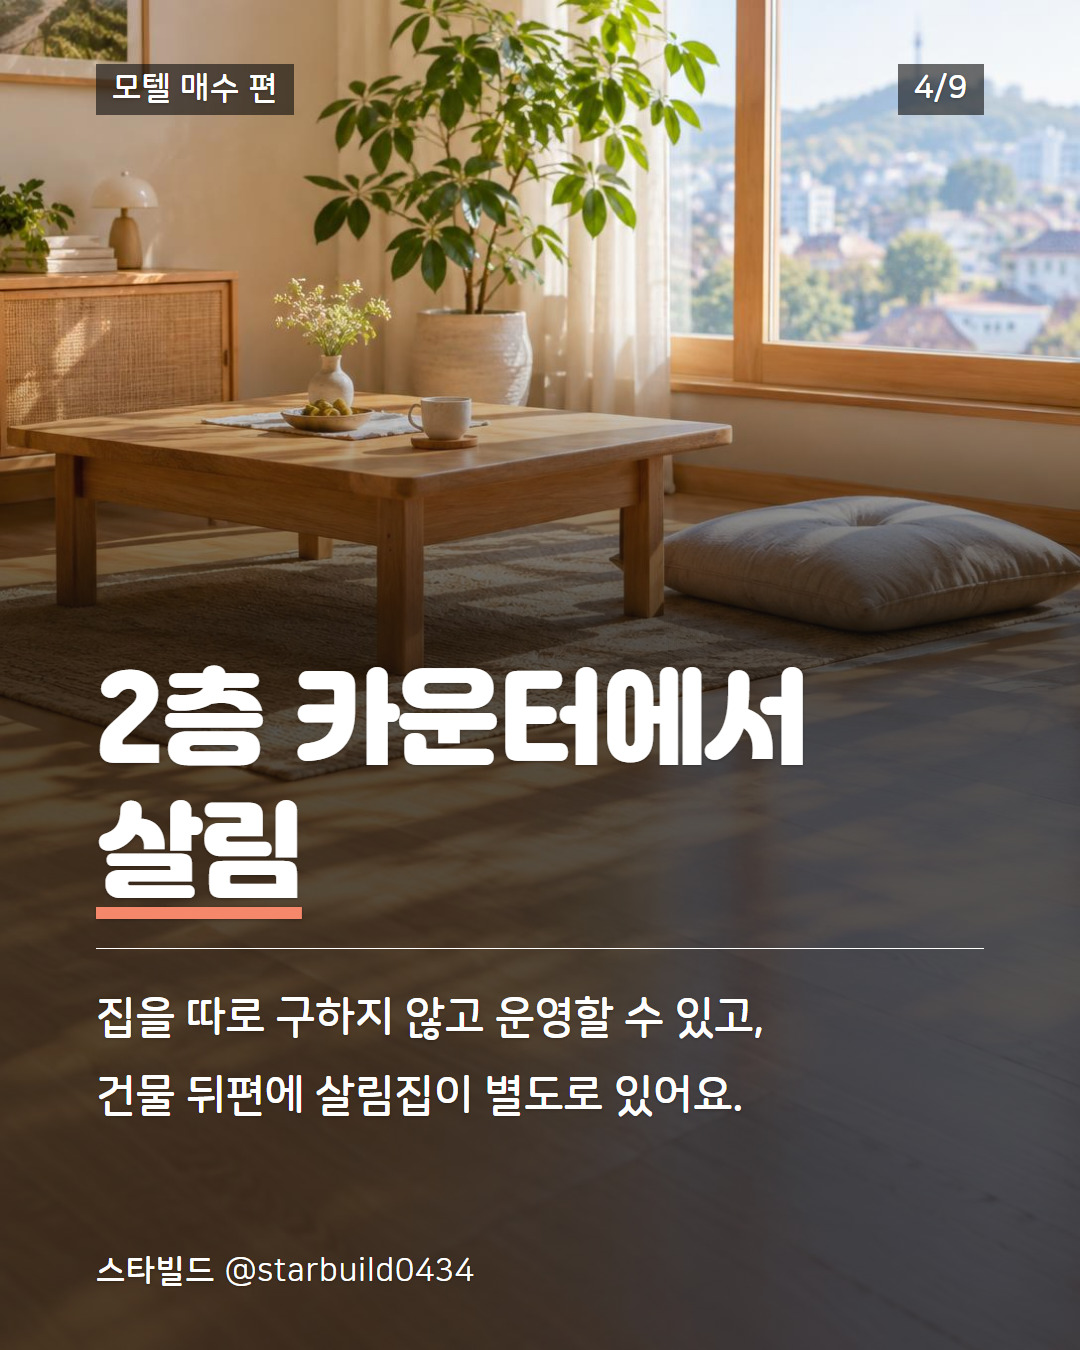 모텔 매수 편
4/9
2층 카운터에서
살림
집을 따로 구하지 않고 운영할 수 있고,
건물 뒤편에 살림집이 별도로 있어요.
스타빌드 @starbuild0434